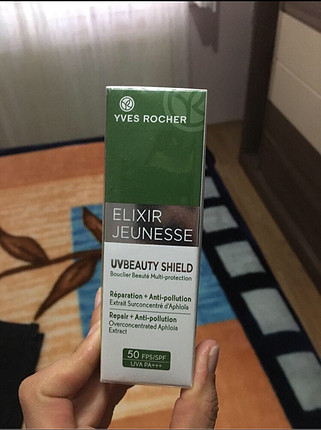 YVES ROCHER
ELIXIR
JEUNESSE
UVBEAUTY SHIELD
Bouclier Beauté Multi-protection
Réparation + Anti-pollution
Extrait Surconcentré d'Aphloia
Repair + Anti-pollution
Overconcentrated Aphloia
Extract
50 FPS/SPF
UVA PA+++